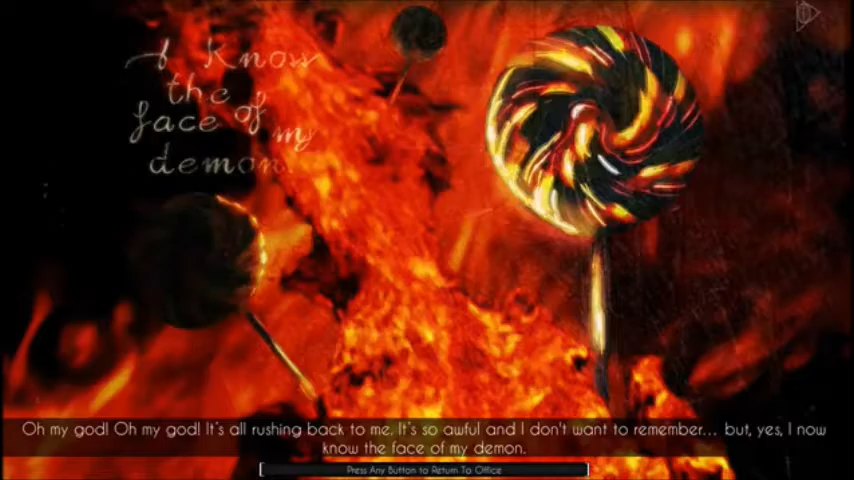 I Know
the
face of my
demon.
Oh my god! Oh my god! It's all rushing back to me. It's so awful and I don't want to remember... but, yes, I now
know the face of my demon.
Press Any Button to Return To Office